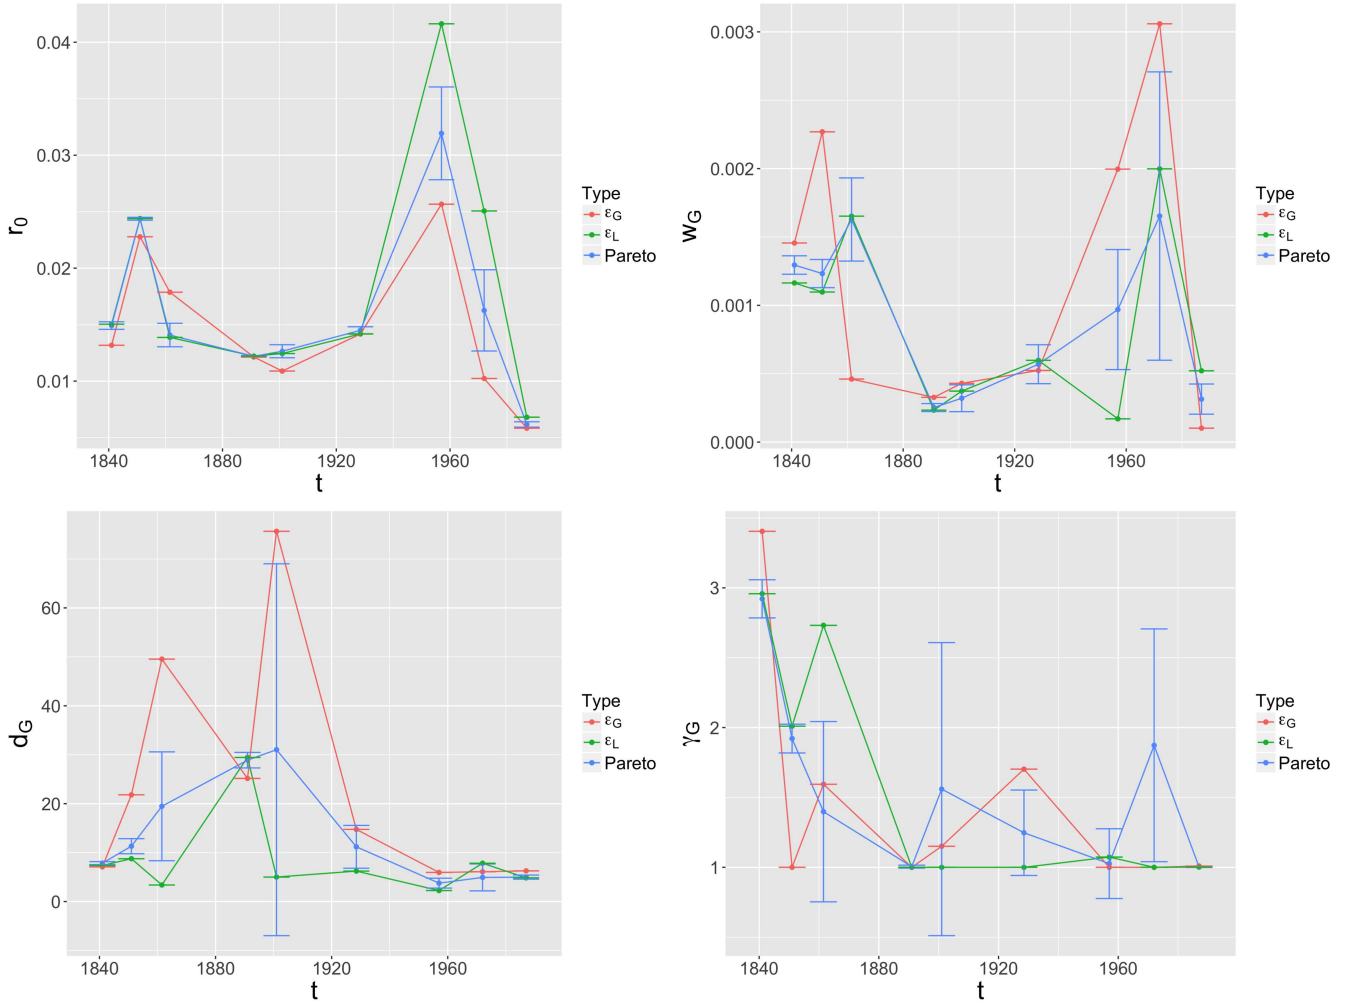 r0
0.04
0.03
0.02
0.01
1840 1880 1920 1960
t
Type
εG
εL
Pareto
wG
0.003
0.002
0.001
0.000
1840 1880 1920 1960
t
Type
εG
εL
Pareto
dG
60
40
20
0
1840 1880 1920 1960
t
Type
εG
εL
Pareto
γG
3
2
1
1840 1880 1920 1960
t
Type
εG
εL
Pareto